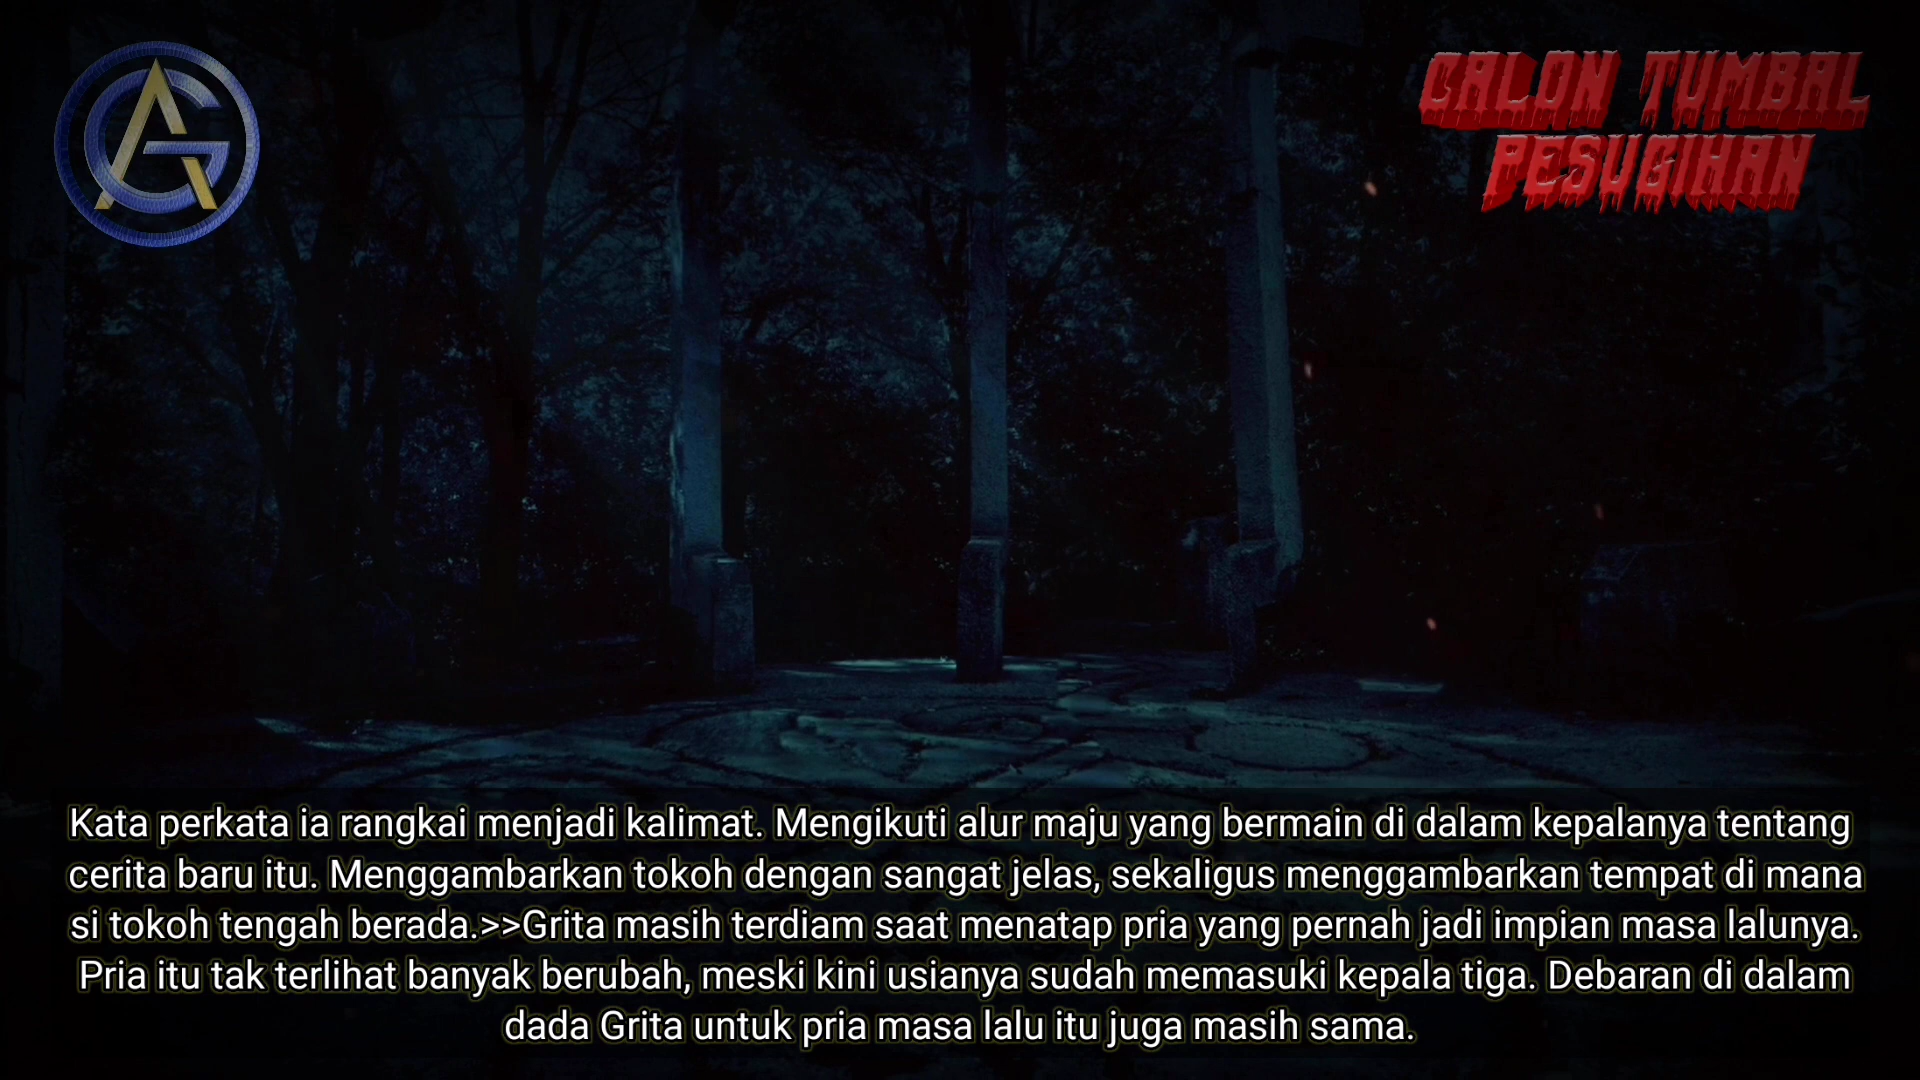 CALON TUMBAL
PESUGIHAN
Kata perkata ia rangkai menjadi kalimat. Mengikuti alur maju yang bermain di dalam kepalanya tentang
cerita baru itu. Menggambarkan tokoh dengan sangat jelas, sekaligus menggambarkan tempat di mana
si tokoh tengah berada.>>Grita masih terdiam saat menatap pria yang pernah jadi impian masa lalunya.
Pria itu tak terlihat banyak berubah, meski kini usianya sudah memasuki kepala tiga. Debaran di dalam
dada Grita untuk pria masa lalu itu juga masih sama.